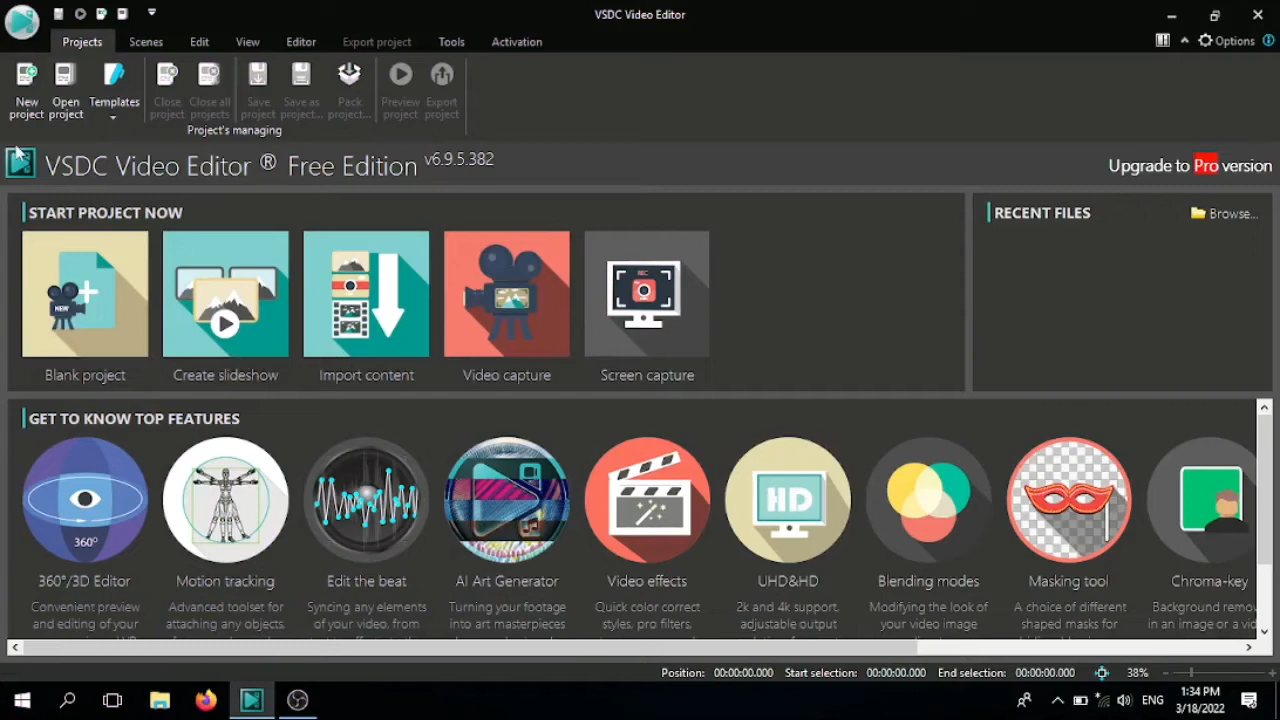 VSDC Video Editor
Projects Scenes Edit View Editor Export project Tools Activation
Options
New project
Open project
Templates
Close project
Close all projects
Save project
Save as project...
Pack project...
Preview project
Export project
Project's managing
VSDC Video Editor ® Free Edition v6.9.5.382
Upgrade to Pro version
START PROJECT NOW
NEW
REC
Blank project
Create slideshow
Import content
Video capture
Screen capture
RECENT FILES
Browse...
GET TO KNOW TOP FEATURES
360°
HD
360°/3D Editor
Convenient preview
and editing of your
Motion tracking
Advanced toolset for
attaching any objects,
Edit the beat
Syncing any elements
of your video, from
AI Art Generator
Turning your footage
into art masterpieces
Video effects
Quick color correct
styles, pro filters,
UHD&HD
2k and 4k support,
adjustable output
Blending modes
Modifying the look of
your video image
Masking tool
A choice of different
shaped masks for
Chroma-key
Background remov
in an image or a vid
Position: 00:00:00.000 Start selection: 00:00:00.000 End selection: 00:00:00.000 38%
ENG
1:34 PM
3/18/2022